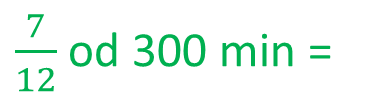 7/12 od 300 min =